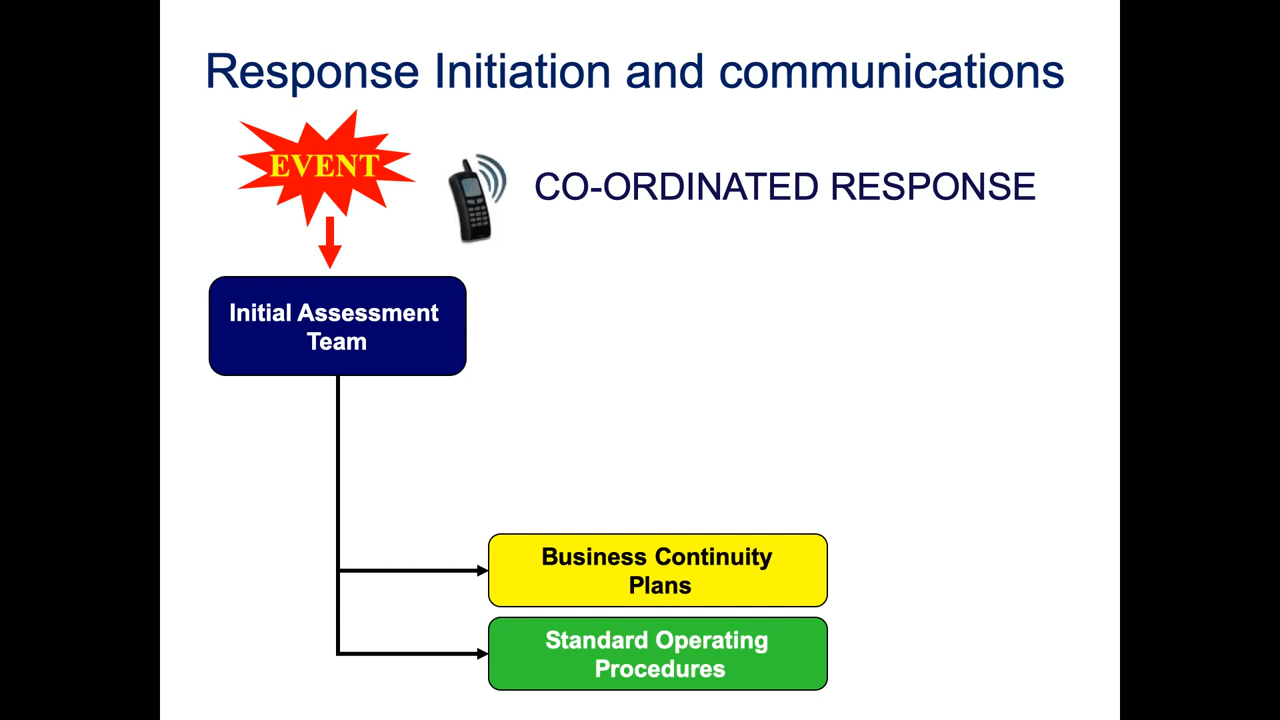 Response Initiation and communications
EVENT
CO-ORDINATED RESPONSE
Initial Assessment
Team
Business Continuity
Plans
Standard Operating
Procedures